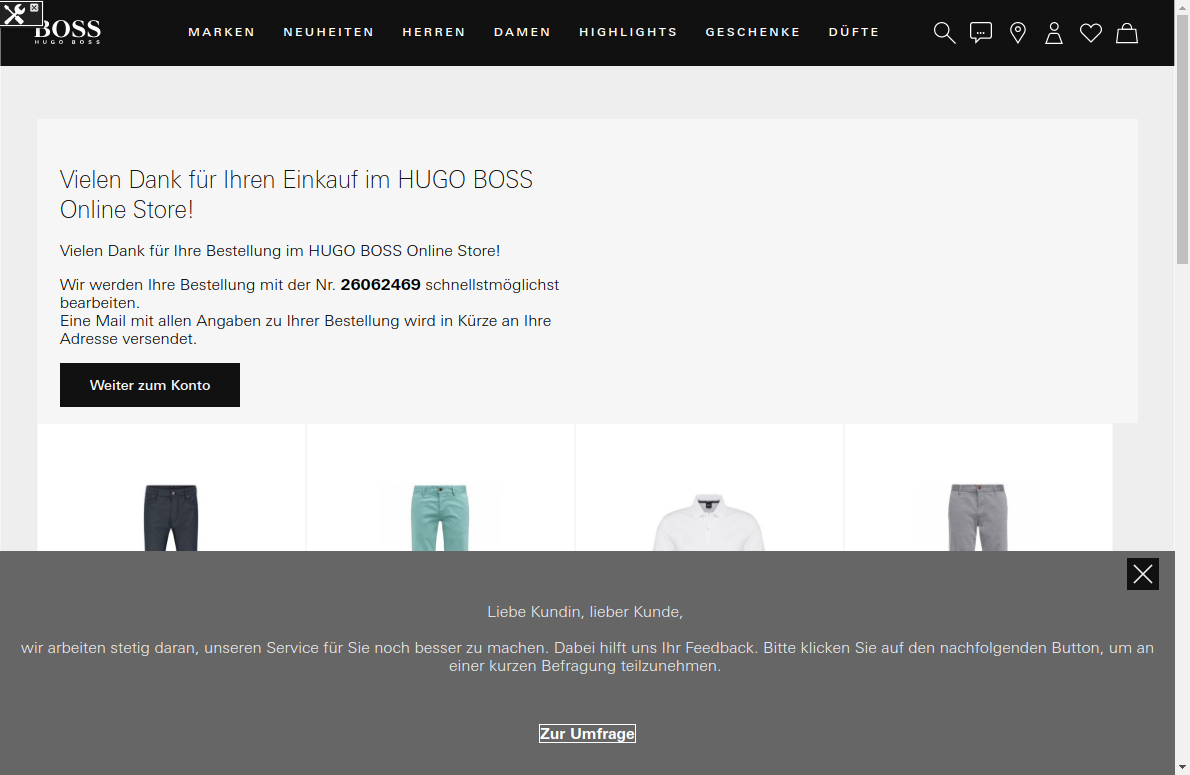 BOSS
HUGO BOSS
MARKEN NEUHEITEN HERREN DAMEN HIGHLIGHTS GESCHENKE DÜFTE
Vielen Dank für Ihren Einkauf im HUGO BOSS
Online Store!
Vielen Dank für Ihre Bestellung im HUGO BOSS Online Store!
Wir werden Ihre Bestellung mit der Nr. 26062469 schnellstmöglichst
bearbeiten.
Eine Mail mit allen Angaben zu Ihrer Bestellung wird in Kürze an Ihre
Adresse versendet.
Weiter zum Konto
Liebe Kundin, lieber Kunde,
wir arbeiten stetig daran, unseren Service für Sie noch besser zu machen. Dabei hilft uns Ihr Feedback. Bitte klicken Sie auf den nachfolgenden Button, um an
einer kurzen Befragung teilzunehmen.
Zur Umfrage